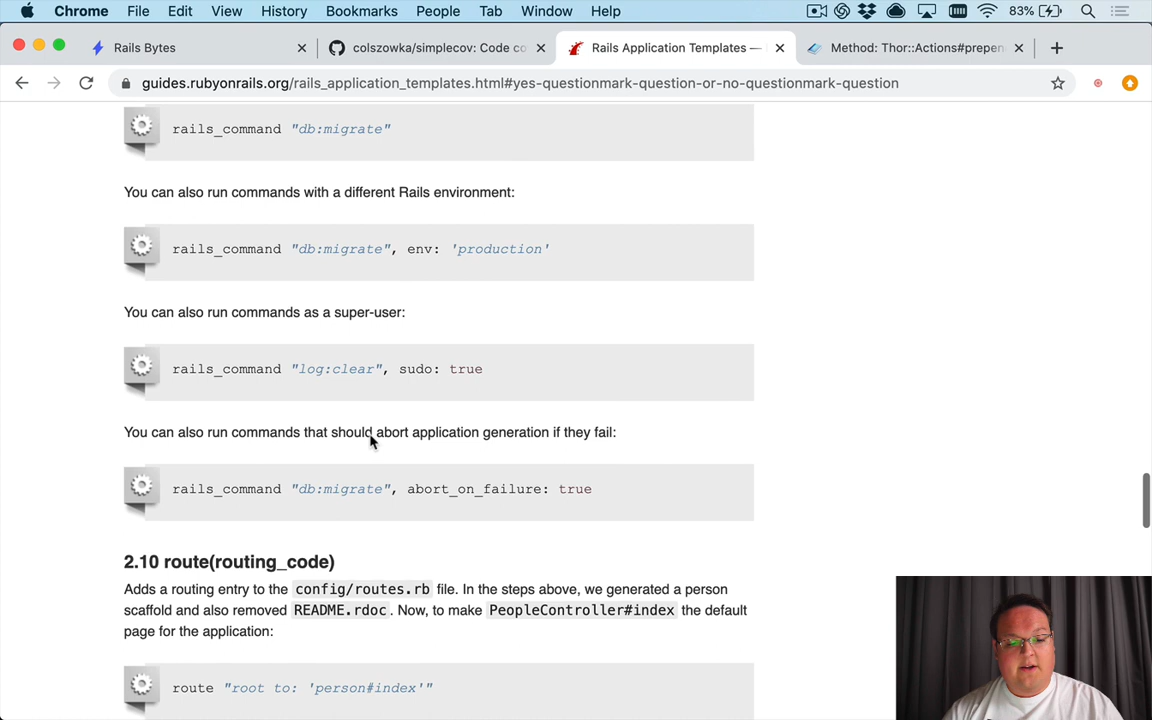 Chrome File Edit View History Bookmarks People Tab Window Help 83%
Rails Bytes
colszowka/simplecov: Code co
Rails Application Templates —
Method: Thor::Actions#prepen
guides.rubyonrails.org/rails_application_templates.html#yes-questionmark-question-or-no-questionmark-question
rails_command "db:migrate"
You can also run commands with a different Rails environment:
rails_command "db:migrate", env: 'production'
You can also run commands as a super-user:
rails_command "log:clear", sudo: true
You can also run commands that should abort application generation if they fail:
rails_command "db:migrate", abort_on_failure: true
2.10 route(routing_code)
Adds a routing entry to the config/routes.rb file. In the steps above, we generated a person
scaffold and also removed README.rdoc. Now, to make PeopleController#index the default
page for the application:
route "root to: 'person#index'"